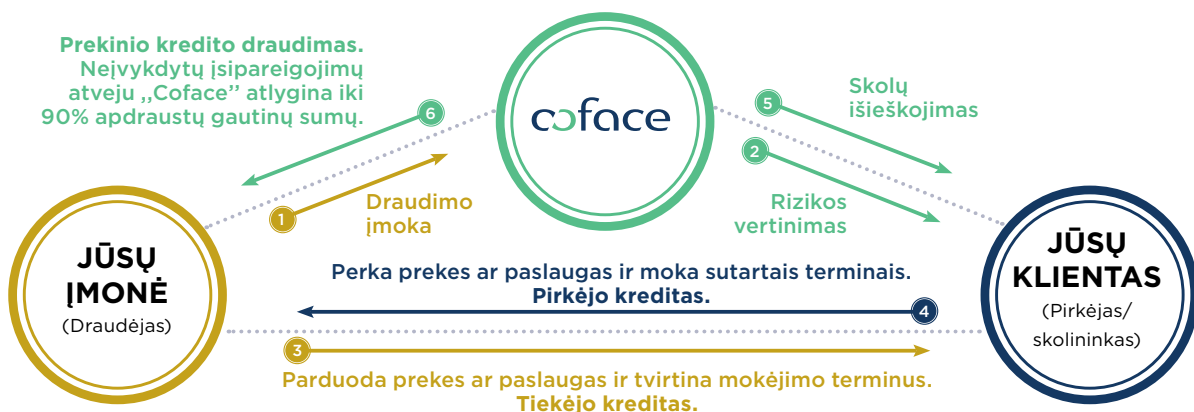 Prekinio kredito draudimas.
Neįvykdytų įsipareigojimų
atveju ,,Coface’’ atlygina iki
90% apdraustų gautinų sumų.
6
coface
5
Skolų
išieškojimas
2
Rizikos
vertinimas
1
Draudimo
įmoka
JŪSŲ
ĮMONĖ
(Draudėjas)
Perka prekes ar paslaugas ir moka sutartais terminais.
Pirkėjo kreditas.
4
JŪSŲ
KLIENTAS
(Pirkėjas/
skolininkas)
3
Parduoda prekes ar paslaugas ir tvirtina mokėjimo terminus.
Tiekėjo kreditas.